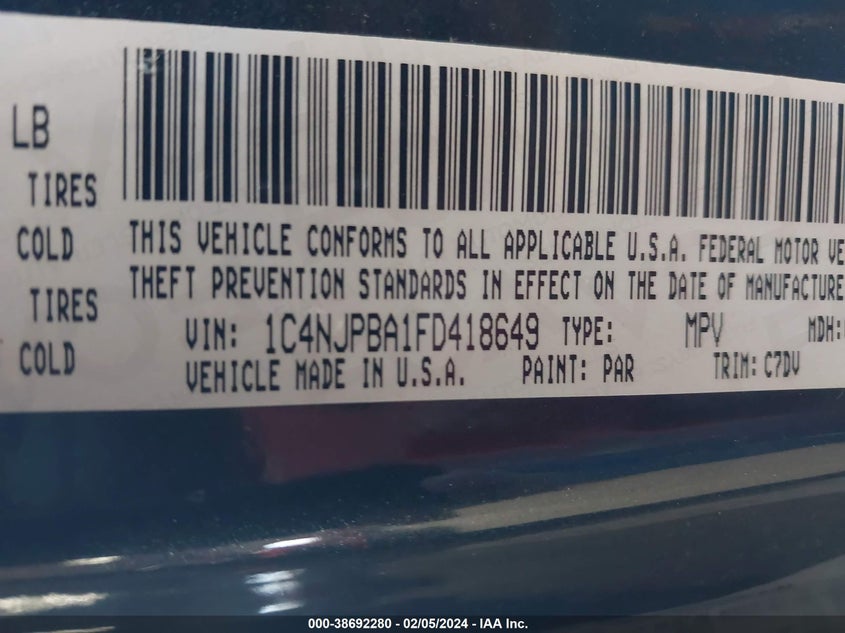 LB
TIRES
COLD
TIRES
COLD
THIS VEHICLE CONFORMS TO ALL APPLICABLE U.S.A. FEDERAL MOTOR
THEFT PREVENTION STANDARDS IN EFFECT ON THE DATE OF MANUFACTURE
VIN: 1C4NJPBA1FD418649 TYPE: MPV MDH:
VEHICLE MADE IN U.S.A. PAINT: PAR TRIM: C7DV
000-38692280 - 02/05/2024 - IAA Inc.